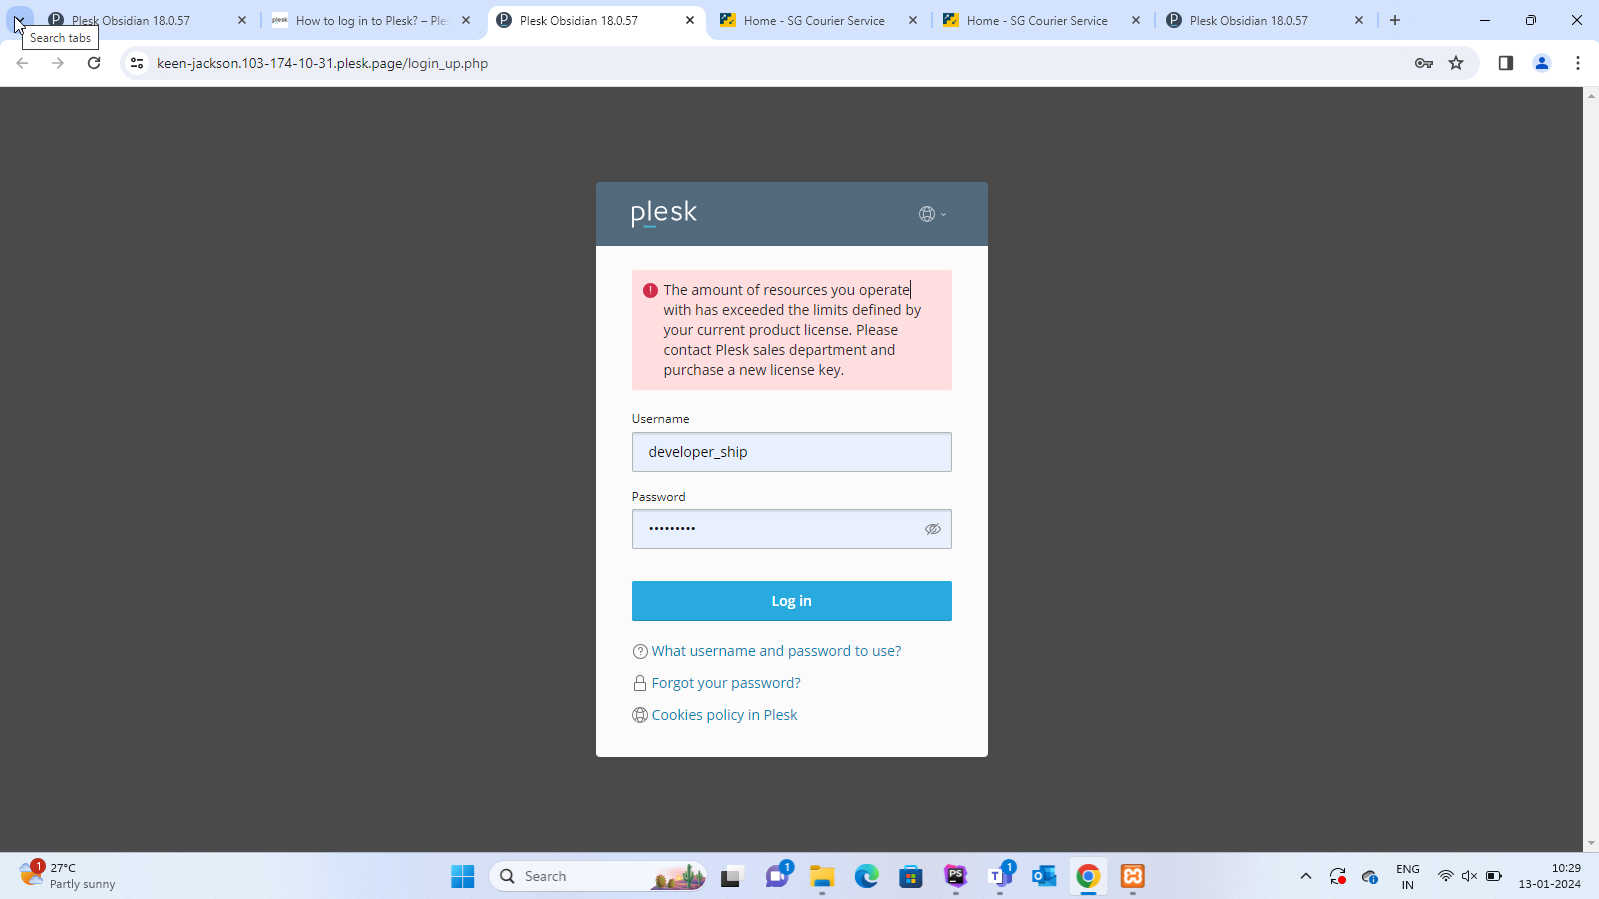 Plesk Obsidian 18.0.57
How to log in to Plesk? – Ples
Plesk Obsidian 18.0.57
Home - SG Courier Service
Home - SG Courier Service
Plesk Obsidian 18.0.57
Search tabs
keen-jackson.103-174-10-31.plesk.page/login_up.php
plesk
The amount of resources you operate
with has exceeded the limits defined by
your current product license. Please
contact Plesk sales department and
purchase a new license key.
Username
developer_ship
Password
•••••••••
Log in
What username and password to use?
Forgot your password?
Cookies policy in Plesk
1
27°C
Partly sunny
Search
1
PS
T
1
ENG
IN
10:29
13-01-2024